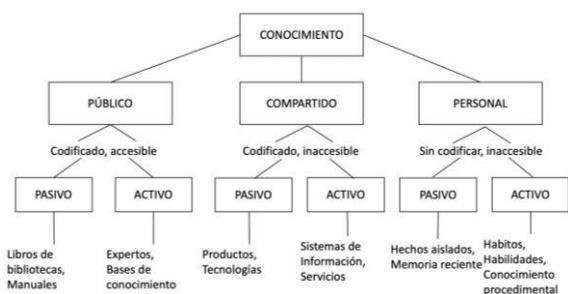 CONOCIMIENTO
PÚBLICO
COMPARTIDO
PERSONAL
Codificado, accesible
Codificado, inaccesible
Sin codificar, inaccesible
PASIVO
ACTIVO
PASIVO
ACTIVO
PASIVO
ACTIVO
Libros de
bibliotecas,
Manuales
Expertos,
Bases de
conocimiento
Productos,
Tecnologías
Sistemas de
Información,
Servicios
Hechos aislados,
Memoria reciente
Habitos,
Habilidades,
Conocimiento
procedimental